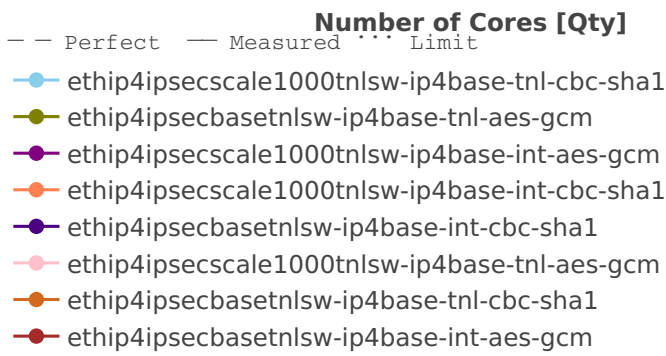 Number of Cores [Qty]
— — Perfect — Measured ··· Limit
ethip4ipsecscale1000tnlsw-ip4base-tnl-cbc-sha1
ethip4ipsecbasetnlsw-ip4base-tnl-aes-gcm
ethip4ipsecscale1000tnlsw-ip4base-int-aes-gcm
ethip4ipsecscale1000tnlsw-ip4base-int-cbc-sha1
ethip4ipsecbasetnlsw-ip4base-int-cbc-sha1
ethip4ipsecscale1000tnlsw-ip4base-tnl-aes-gcm
ethip4ipsecbasetnlsw-ip4base-tnl-cbc-sha1
ethip4ipsecbasetnlsw-ip4base-int-aes-gcm